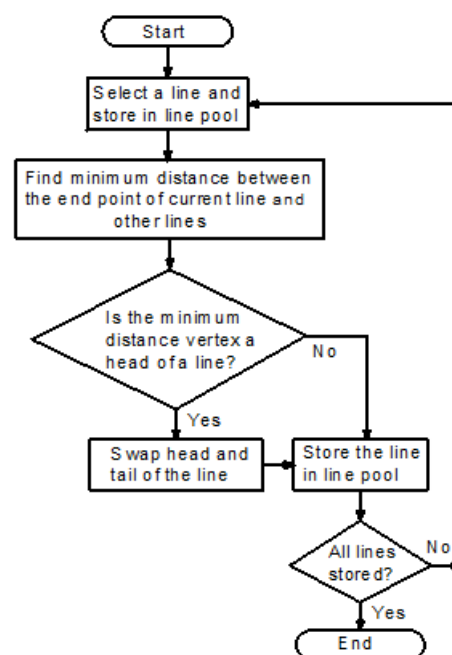 Start
Select a line and
store in line pool
Find minimum distance between
the end point of current line and
other lines
Is the minimum
distance vertex a
head of a line?
No
Yes
Swap head and
tail of the line
Store the line
in line pool
All lines
stored?
No
Yes
End